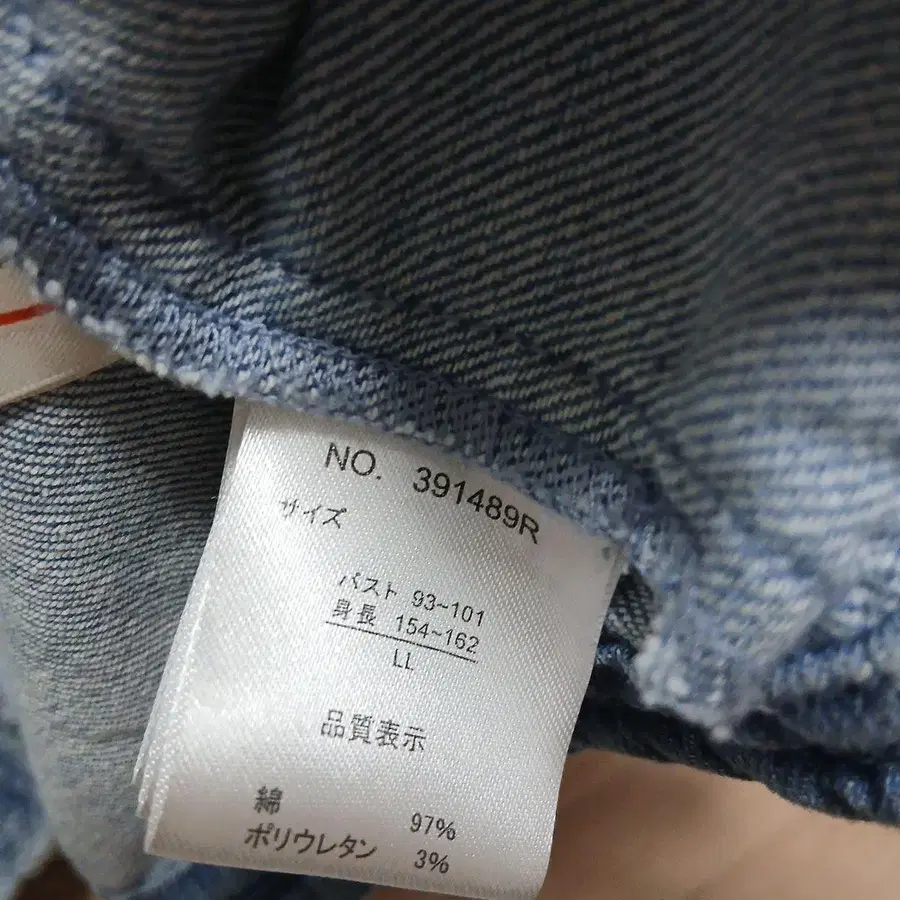 NO. 391489R
サイズ
バスト 93~101
身長 154~162
LL
品質表示
綿 97%
ポリウレタン 3%